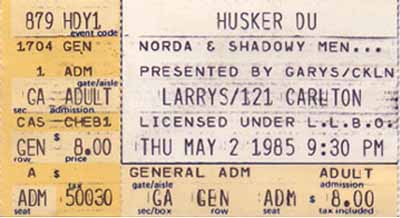 879 HDY1
event code
1704 GEN
1 ADM
gate/aisle
GA ADULT
sec admission
CAS CHEB1
GEN $ 8.00
row price
A $
tax
ADM 50030
seat
HUSKER DU
NORDA & SHADOWY MEN...
PRESENTED BY GARYS/CKLN
LARRYS/121 CARLTON
LICENSED UNDER L.L.B.O.
THU MAY 2 1985 9:30 PM
GENERAL ADM ADULT
gate/aisle admission
GA GEN ADM $ 8.00
sec/box row seat tax included